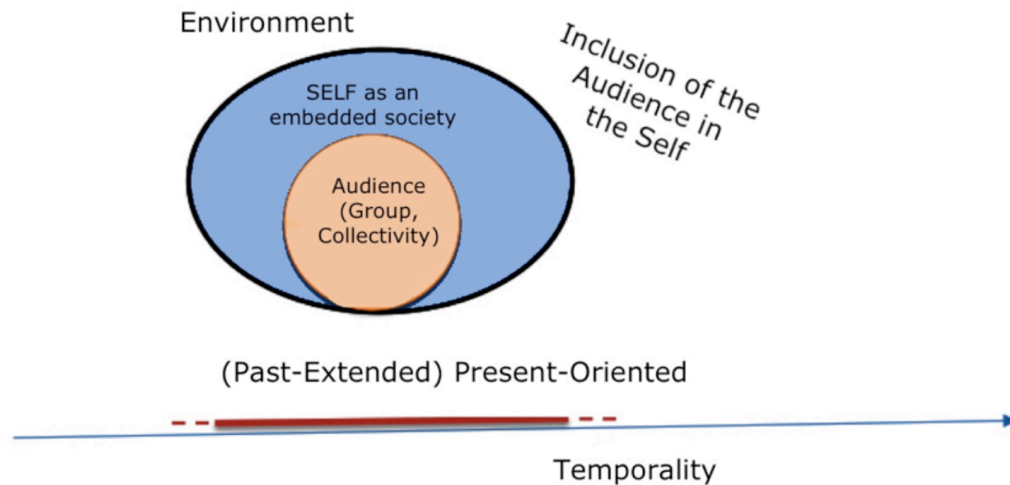 Environment
Inclusion of the
Audience in
the Self
SELF as an
embedded society
Audience
(Group,
Collectivity)
(Past-Extended) Present-Oriented
Temporality